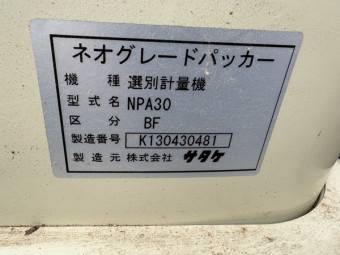 ネオグレードパッカー
機種 選別計量機
型式名 NPA30
区分 BF
製造番号 K130430481
製造元 株式会社 サタケ